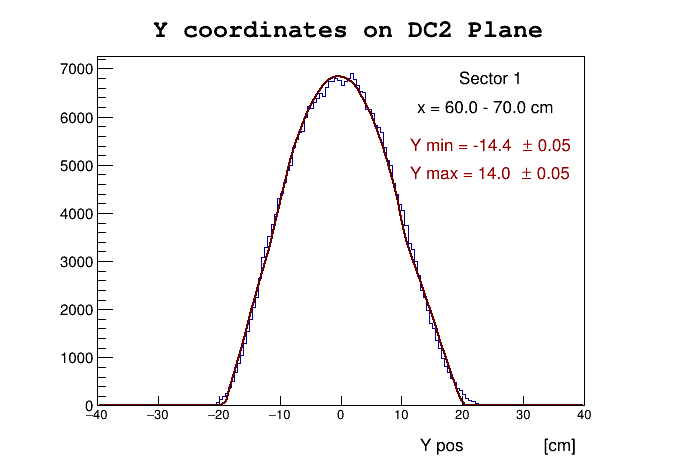 Y coordinates on DC2 Plane
Sector 1
x = 60.0 - 70.0 cm
Y min = -14.4 ± 0.05
Y max = 14.0 ± 0.05
7000
6000
5000
4000
3000
2000
1000
0
−40 −30 −20 −10 0 10 20 30 40
Y pos [cm]